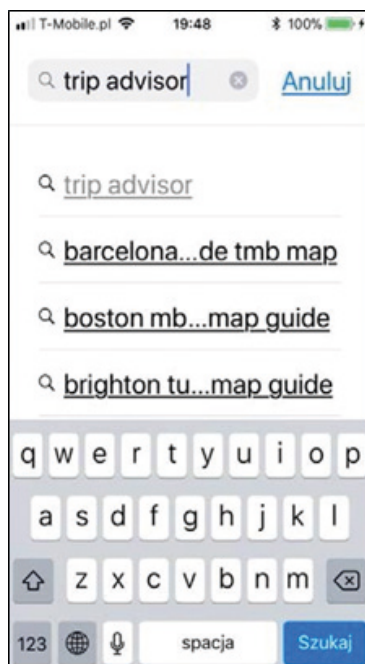 T-Mobile.pl 19:48 100%
trip advisor Anuluj
trip advisor
barcelona...de tmb map
boston mb...map guide
brighton tu...map guide
q w e r t y u i o p
a s d f g h j k l
z x c v b n m
123 spacja Szukaj